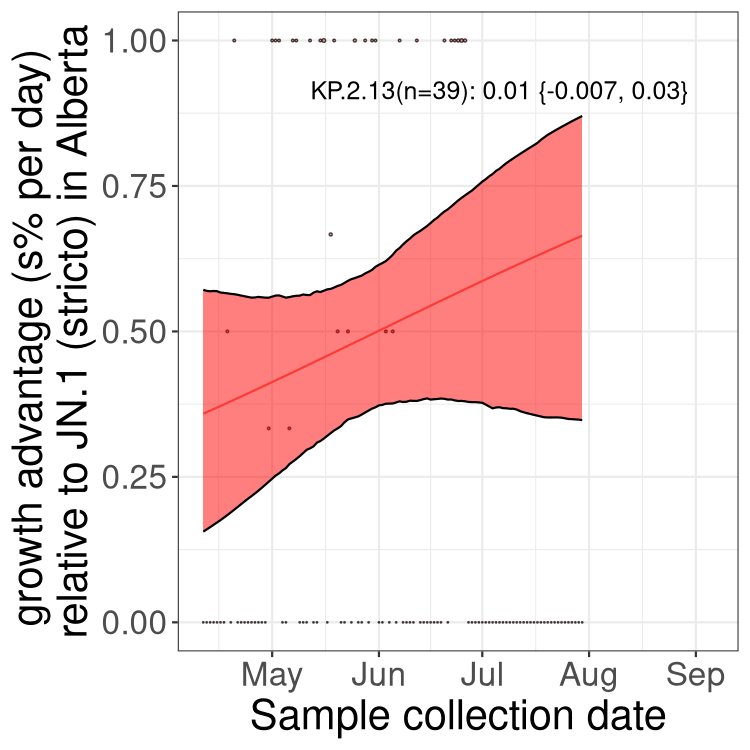 growth advantage (s% per day)
relative to JN.1 (stricto) in Alberta
1.00
0.75
0.50
0.25
0.00
KP.2.13(n=39): 0.01 {-0.007, 0.03}
May Jun Jul Aug Sep
Sample collection date